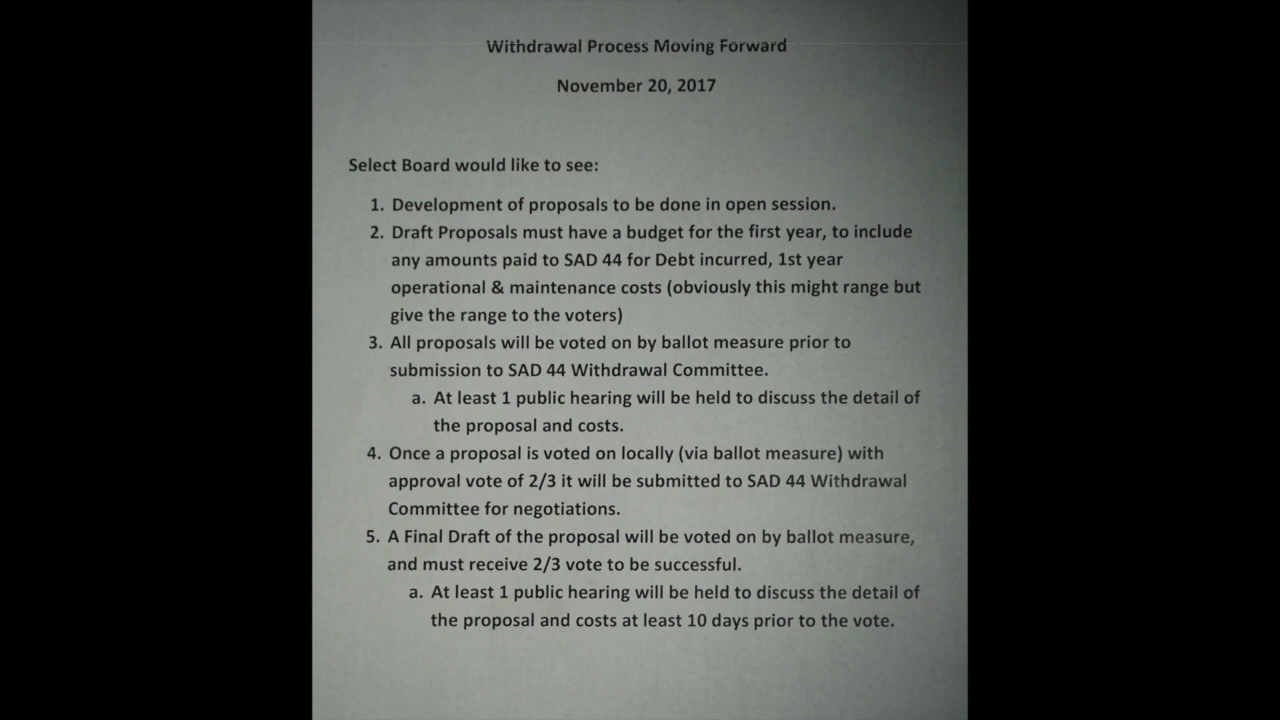 Withdrawal Process Moving Forward
November 20, 2017
Select Board would like to see:
1. Development of proposals to be done in open session.
2. Draft Proposals must have a budget for the first year, to include
any amounts paid to SAD 44 for Debt incurred, 1st year
operational & maintenance costs (obviously this might range but
give the range to the voters)
3. All proposals will be voted on by ballot measure prior to
submission to SAD 44 Withdrawal Committee.
a. At least 1 public hearing will be held to discuss the detail of
the proposal and costs.
4. Once a proposal is voted on locally (via ballot measure) with
approval vote of 2/3 it will be submitted to SAD 44 Withdrawal
Committee for negotiations.
5. A Final Draft of the proposal will be voted on by ballot measure,
and must receive 2/3 vote to be successful.
a. At least 1 public hearing will be held to discuss the detail of
the proposal and costs at least 10 days prior to the vote.